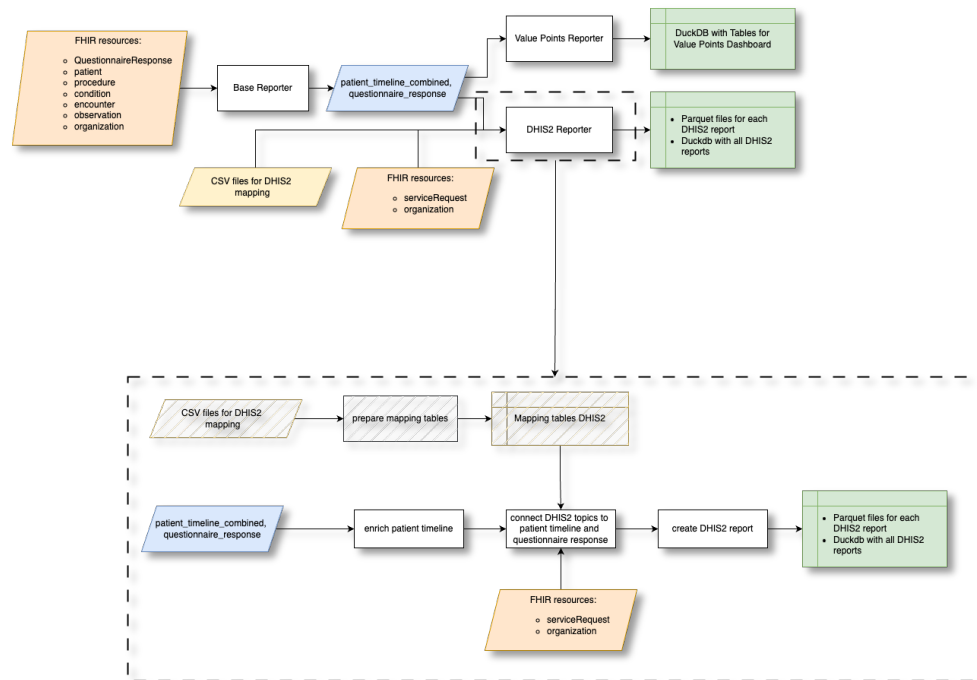 FHIR resources:
QuestionnaireResponse
patient
procedure
condition
encounter
observation
organization
Base Reporter
patient_timeline_combined,
questionnaire_response
Value Points Reporter
DuckDB with Tables for
Value Points Dashboard
DHIS2 Reporter
Parquet files for each
DHIS2 report
Duckdb with all DHIS2
reports
CSV files for DHIS2
mapping
FHIR resources:
serviceRequest
organization
CSV files for DHIS2
mapping
prepare mapping tables
Mapping tables DHIS2
patient_timeline_combined,
questionnaire_response
enrich patient timeline
connect DHIS2 topics to
patient timeline and
questionnaire response
create DHIS2 report
Parquet files for each
DHIS2 report
Duckdb with all DHIS2
reports
FHIR resources:
serviceRequest
organization